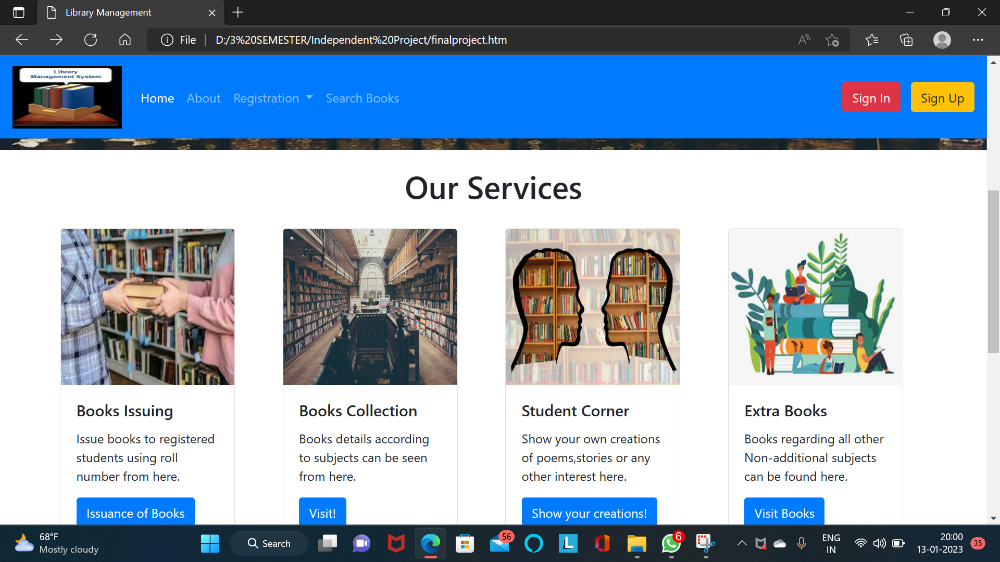 Library Management
File
D:/3%20SEMESTER/Independent%20Project/finalproject.htm
Library
Management System
Home
About
Registration
Search Books
Sign In
Sign Up
Our Services
Books Issuing
Issue books to registered
students using roll
number from here.
Issuance of Books
Books Collection
Books details according
to subjects can be seen
from here.
Visit!
Student Corner
Show your own creations
of poems,stories or any
other interest here.
Show your creations!
Extra Books
Books regarding all other
Non-additional subjects
can be found here.
Visit Books
68°F
Mostly cloudy
Search
56
L
6
ENG
IN
20:00
13-01-2023
35